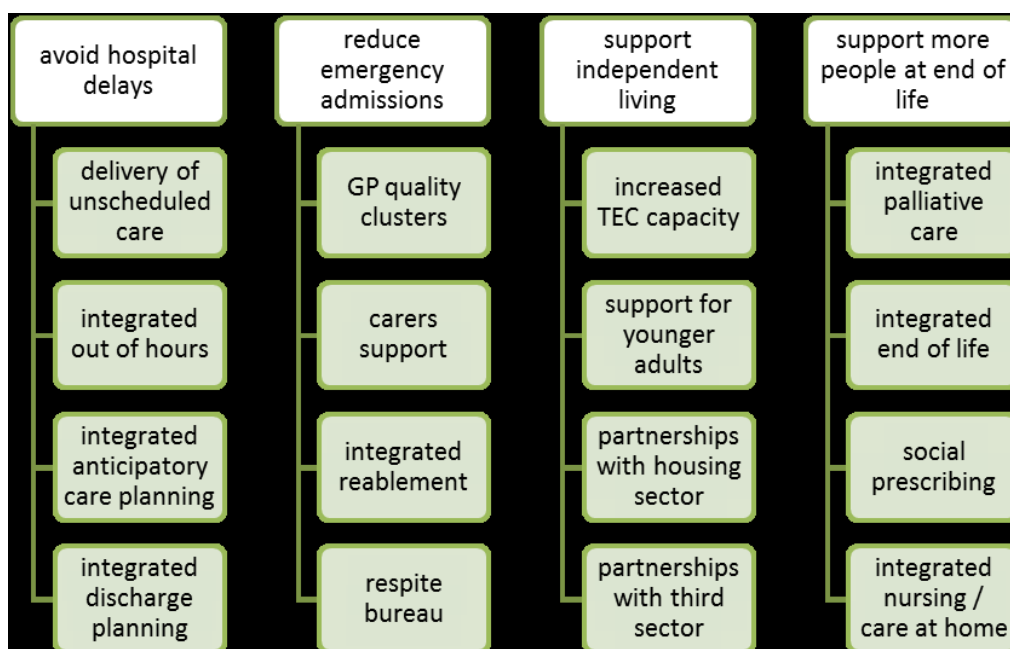 avoid hospital
delays
delivery of
unscheduled
care
integrated
out of hours
integrated
anticipatory
care planning
integrated
discharge
planning
reduce
emergency
admissions
GP quality
clusters
carers
support
integrated
reablement
respite
bureau
support
independent
living
increased
TEC capacity
support for
younger
adults
partnerships
with housing
sector
partnerships
with third
sector
support more
people at end of
life
integrated
palliative
care
integrated
end of life
social
prescribing
integrated
nursing /
care at home